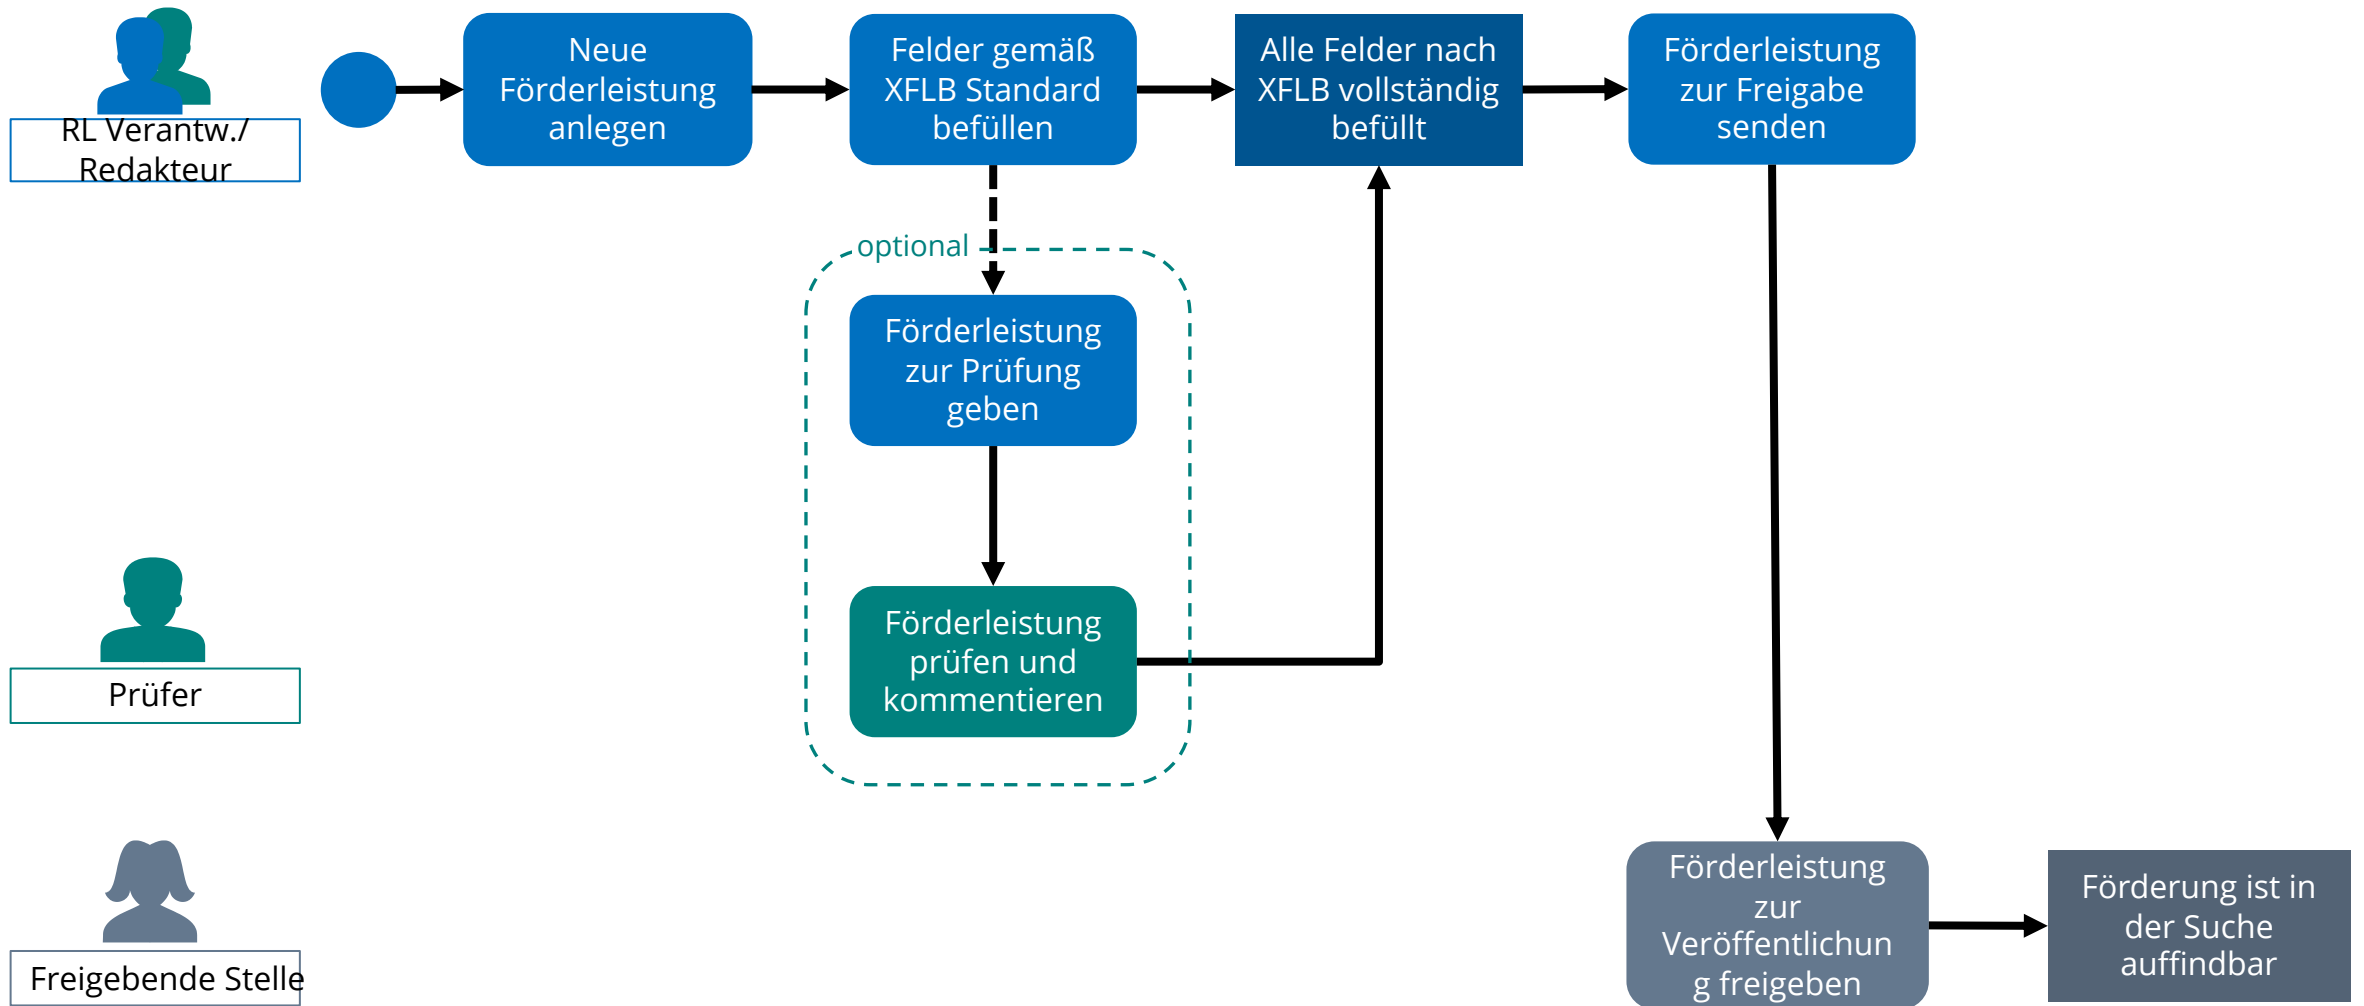 RL Verantw./
Redakteur
Neue
Förderleistung
anlegen
Felder gemäß
XFLB Standard
befüllen
Alle Felder nach
XFLB vollständig
befüllt
Förderleistung
zur Freigabe
senden
optional
Förderleistung
zur Prüfung
geben
Prüfer
Förderleistung
prüfen und
kommentieren
Freigebende Stelle
Förderleistung
zur
Veröffentlichun
g freigeben
Förderung ist in
der Suche
auffindbar